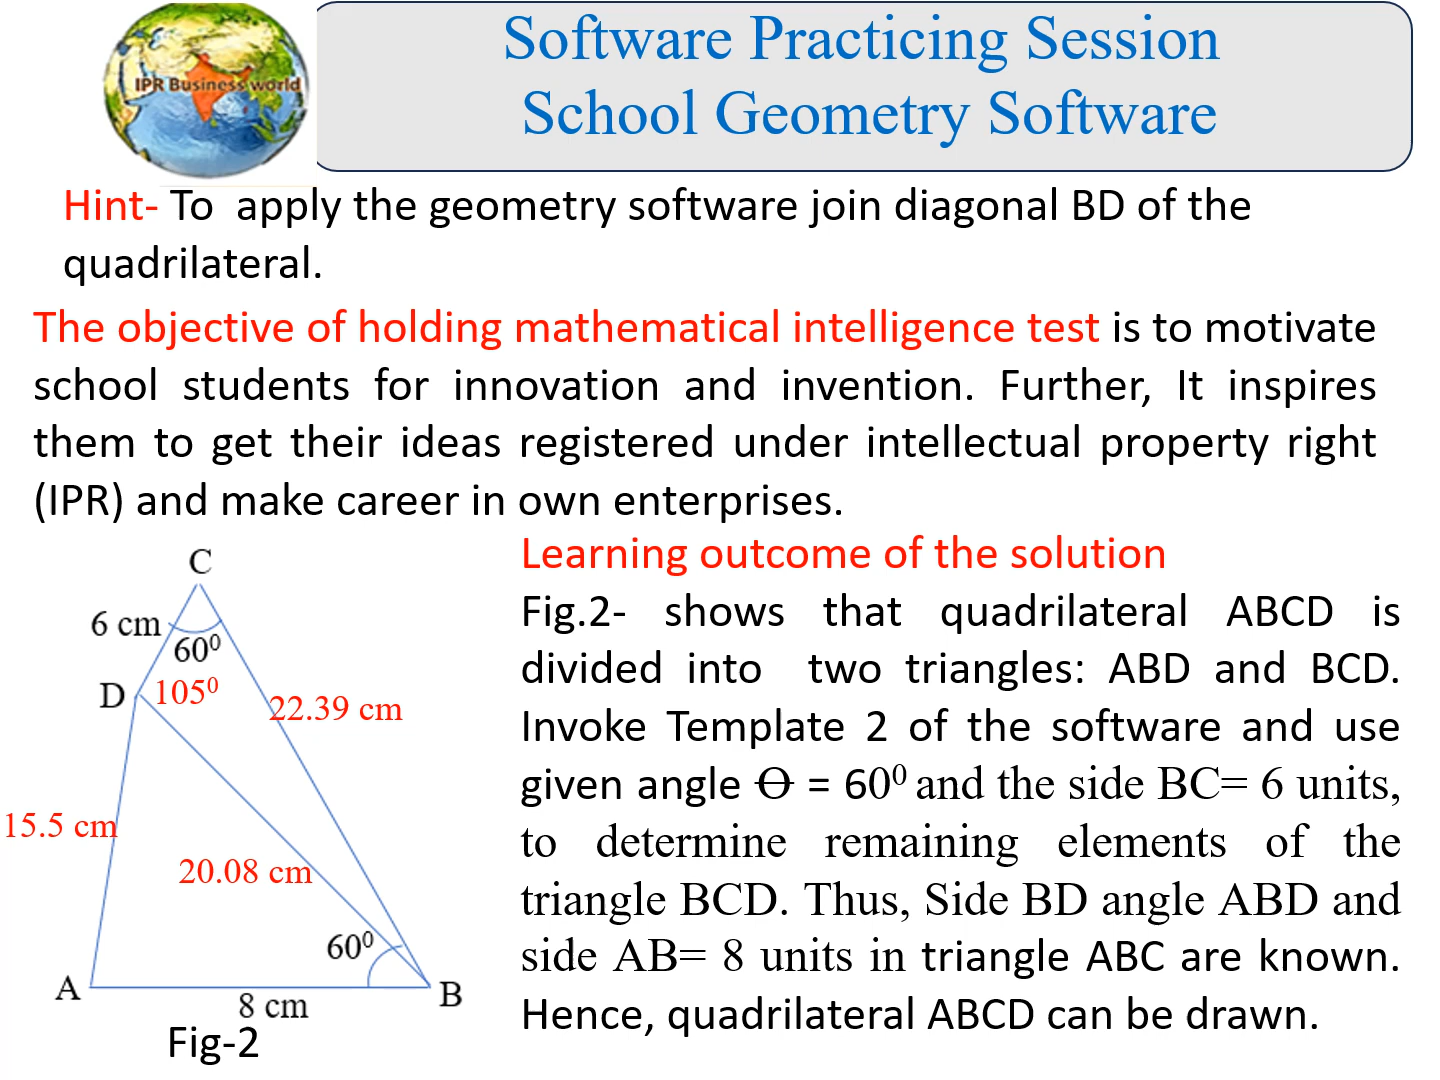 IPR Business world
Software Practicing Session
School Geometry Software
Hint- To apply the geometry software join diagonal BD of the
quadrilateral.
The objective of holding mathematical intelligence test is to motivate
school students for innovation and invention. Further, It inspires
them to get their ideas registered under intellectual property right
(IPR) and make career in own enterprises.
C
6 cm
60⁰
D
105⁰
22.39 cm
15.5 cm
20.08 cm
60⁰
A
B
8 cm
Fig-2
Learning outcome of the solution
Fig.2- shows that quadrilateral ABCD is
divided into two triangles: ABD and BCD.
Invoke Template 2 of the software and use
given angle Ɵ = 60⁰ and the side BC= 6 units,
to determine remaining elements of the
triangle BCD. Thus, Side BD angle ABD and
side AB= 8 units in triangle ABC are known.
Hence, quadrilateral ABCD can be drawn.